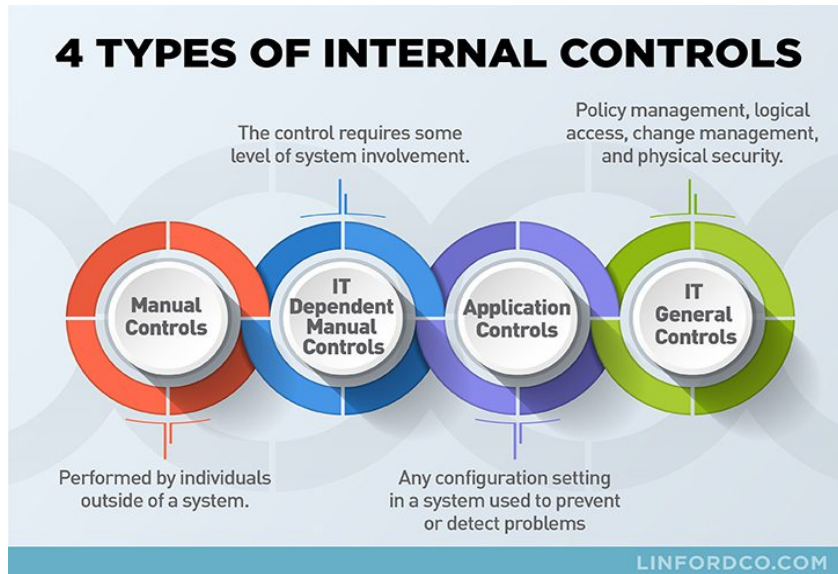 4 TYPES OF INTERNAL CONTROLS
The control requires some
level of system involvement.
Policy management, logical
access, change management,
and physical security.
Manual
Controls
IT
Dependent
Manual
Controls
Application
Controls
IT
General
Controls
Performed by individuals
outside of a system.
Any configuration setting
in a system used to prevent
or detect problems
LINFORDCO.COM